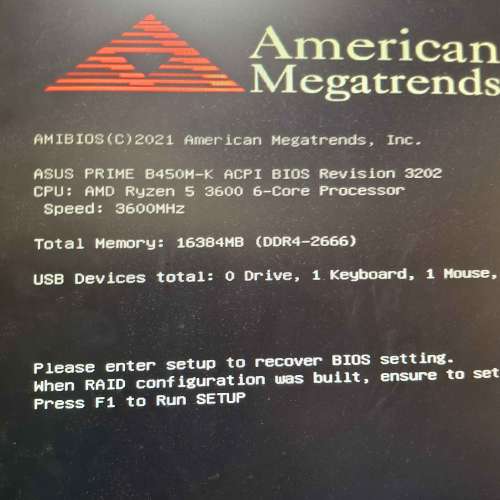 American
Megatrends
AMIBIOS(C)2021 American Megatrends, Inc.
ASUS PRIME B450M-K ACPI BIOS Revision 3202
CPU: AMD Ryzen 5 3600 6-Core Processor
Speed: 3600MHz
Total Memory: 16384MB (DDR4-2666)
USB Devices total: 0 Drive, 1 Keyboard, 1 Mouse,
Please enter setup to recover BIOS setting.
When RAID configuration was built, ensure to set
Press F1 to Run SETUP